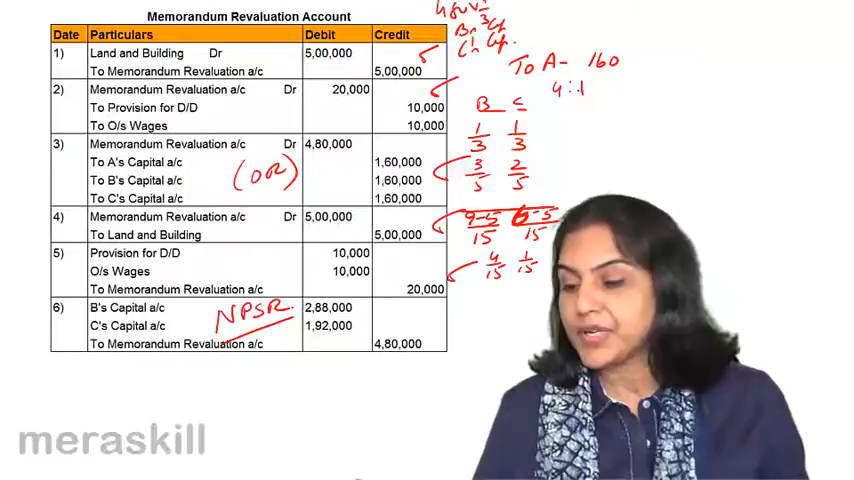 Memorandum Revaluation Account
Date Particulars Debit Credit
1) Land and Building Dr 5,00,000
To Memorandum Revaluation a/c 5,00,000
2) Memorandum Revaluation a/c Dr 20,000
To Provision for D/D 10,000
To O/s Wages 10,000
3) Memorandum Revaluation a/c Dr 4,80,000
To A's Capital a/c 1,60,000
To B's Capital a/c 1,60,000
To C's Capital a/c 1,60,000
(OR)
4) Memorandum Revaluation a/c Dr 5,00,000
To Land and Building 5,00,000
5) Provision for D/D 10,000
O/s Wages 10,000
To Memorandum Revaluation a/c 20,000
6) B's Capital a/c 2,88,000
C's Capital a/c 1,92,000
To Memorandum Revaluation a/c 4,80,000
NPSR
To A- 160
4:1
B C
1/3 1/3
3/5 2/5
9-5/15 6-5/15
4/15 1/15
meraskill